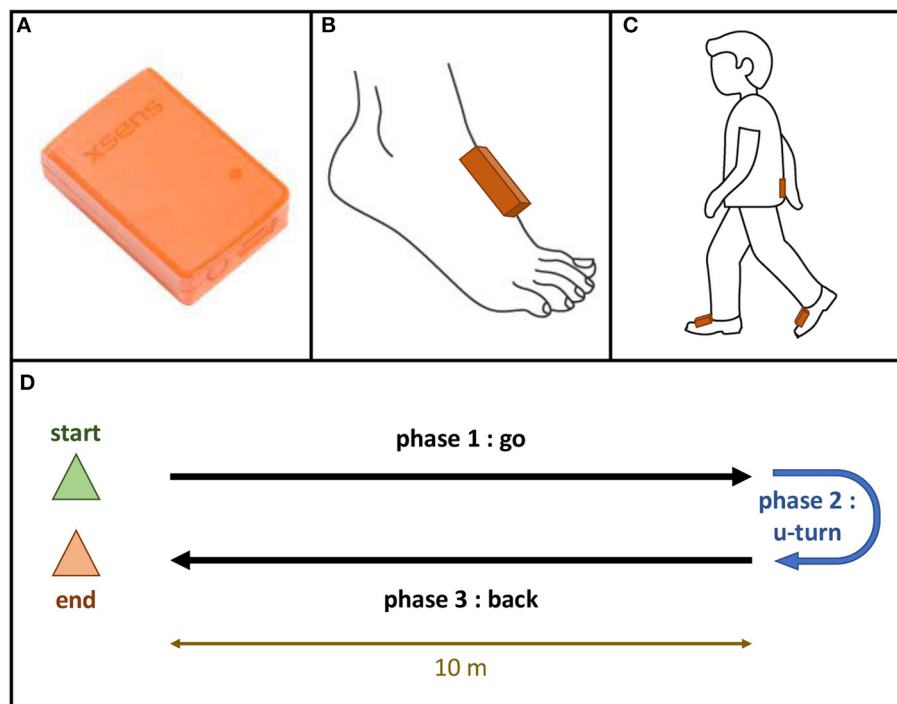 A
B
C
xsens
D
start
phase 1 : go
phase 2 :
u-turn
end
phase 3 : back
10 m